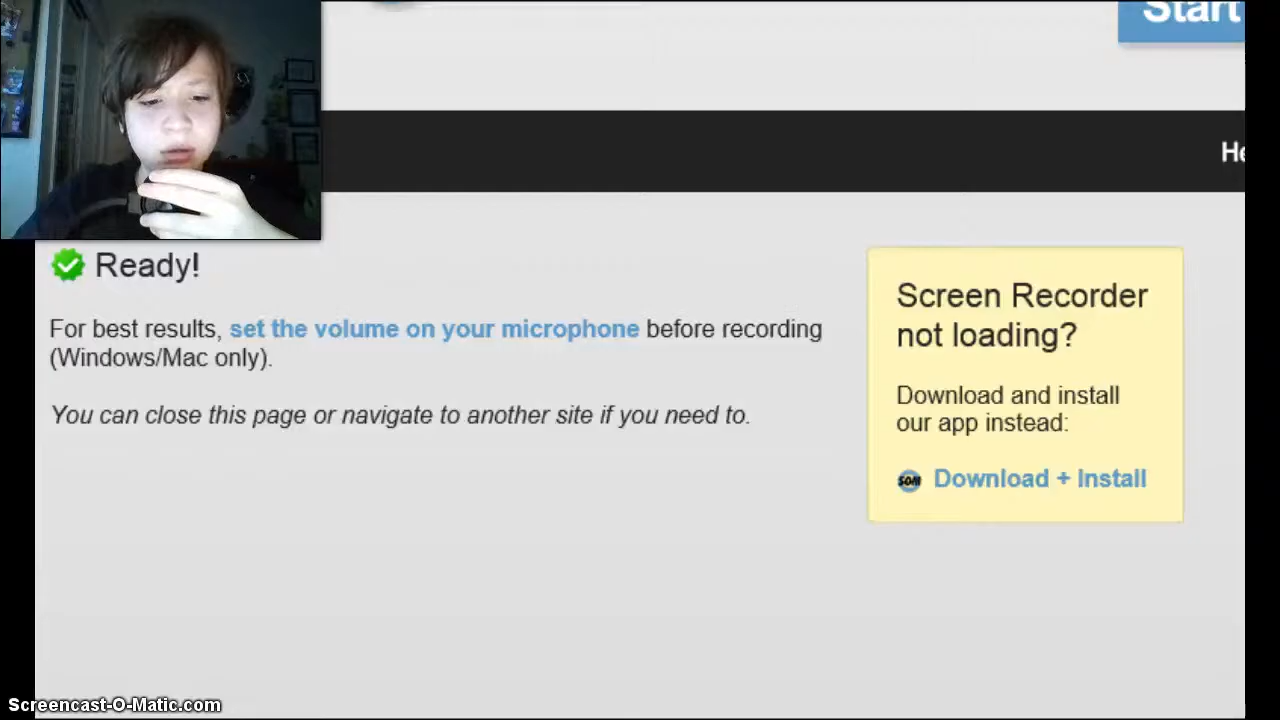 Start
Ready!
For best results, set the volume on your microphone before recording
(Windows/Mac only).
You can close this page or navigate to another site if you need to.
Screen Recorder
not loading?
Download and install
our app instead:
SOM Download + Install
Screencast-O-Matic.com